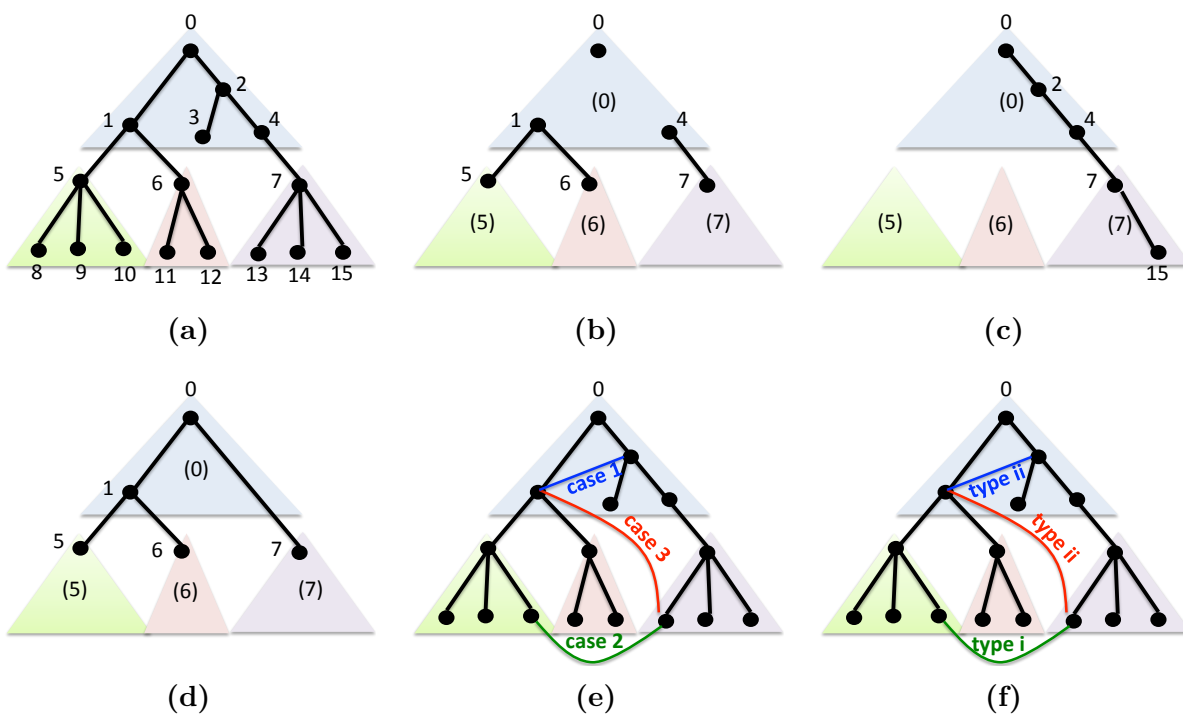 0 0 0
2 2
1 3 4 (0) (0)
1 4
5 6 7 5 6 7 7
(5) (6) (7) (5) (6) (7)
8 9 10 11 12 13 14 15 15
(a) (b) (c)
0 0 0
(0) case 1 type ii
1 case 3 type ii
5 6 7
(5) (6) (7)
case 2 type i
(d) (e) (f)